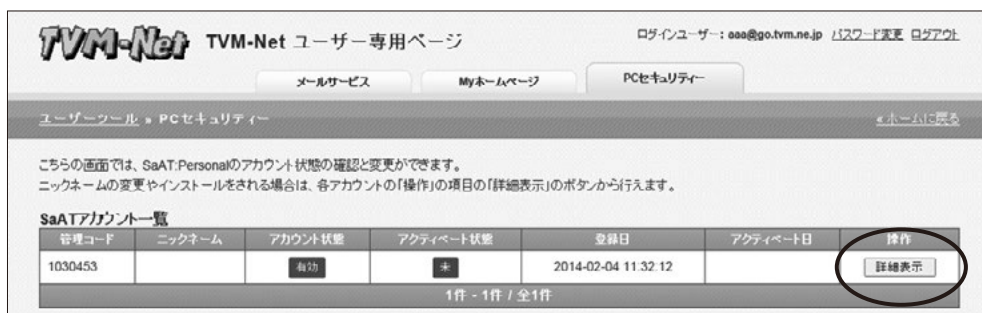 TVM-Net TVM-Net ユーザー専用ページ
ログインユーザー：aaa@go.tvm.ne.jp パスワード変更 ログアウト
メールサービス Myホームページ PCセキュリティー
ユーザーツール » PCセキュリティー «ホームに戻る
こちらの画面では、SaAT:Personalのアカウント状態の確認と変更ができます。
ニックネームの変更やインストールをされる場合は、各アカウントの「操作」の項目の「詳細表示」のボタンから行えます。
SaATアカウント一覧
管理コード ニックネーム アカウント状態 アクティベート状態 登録日 アクティベート日 操作
1030453 有効 未 2014-02-04 11:32:12 詳細表示
1件 - 1件 / 全1件